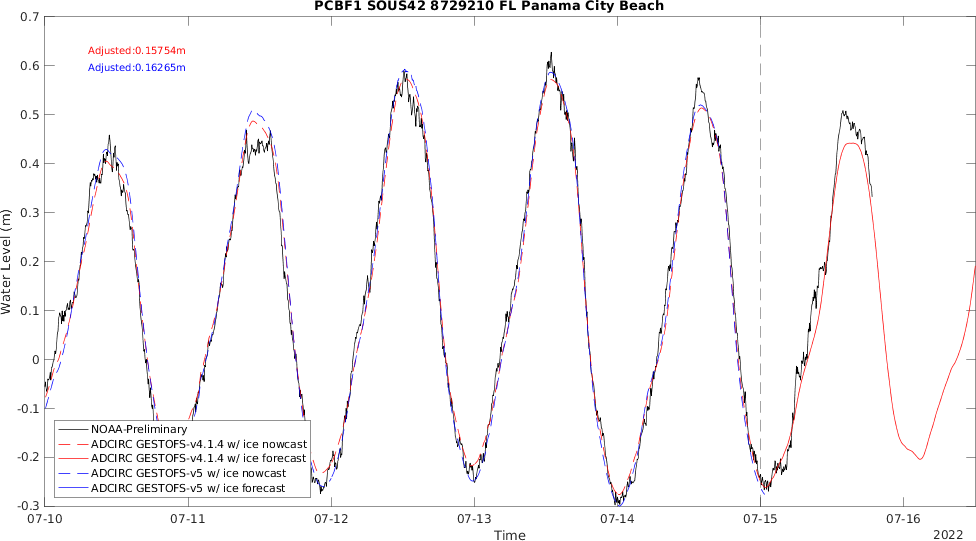 PCBF1 SOUS42 8729210 FL Panama City Beach
0.7
0.6
0.5
0.4
0.3
0.2
0.1
0
-0.1
-0.2
-0.3
Water Level (m)
Adjusted:0.15754m
Adjusted:0.16265m
NOAA-Preliminary
ADCIRC GESTOFS-v4.1.4 w/ ice nowcast
ADCIRC GESTOFS-v4.1.4 w/ ice forecast
ADCIRC GESTOFS-v5 w/ ice nowcast
ADCIRC GESTOFS-v5 w/ ice forecast
07-10 07-11 07-12 07-13 07-14 07-15 07-16
Time
2022